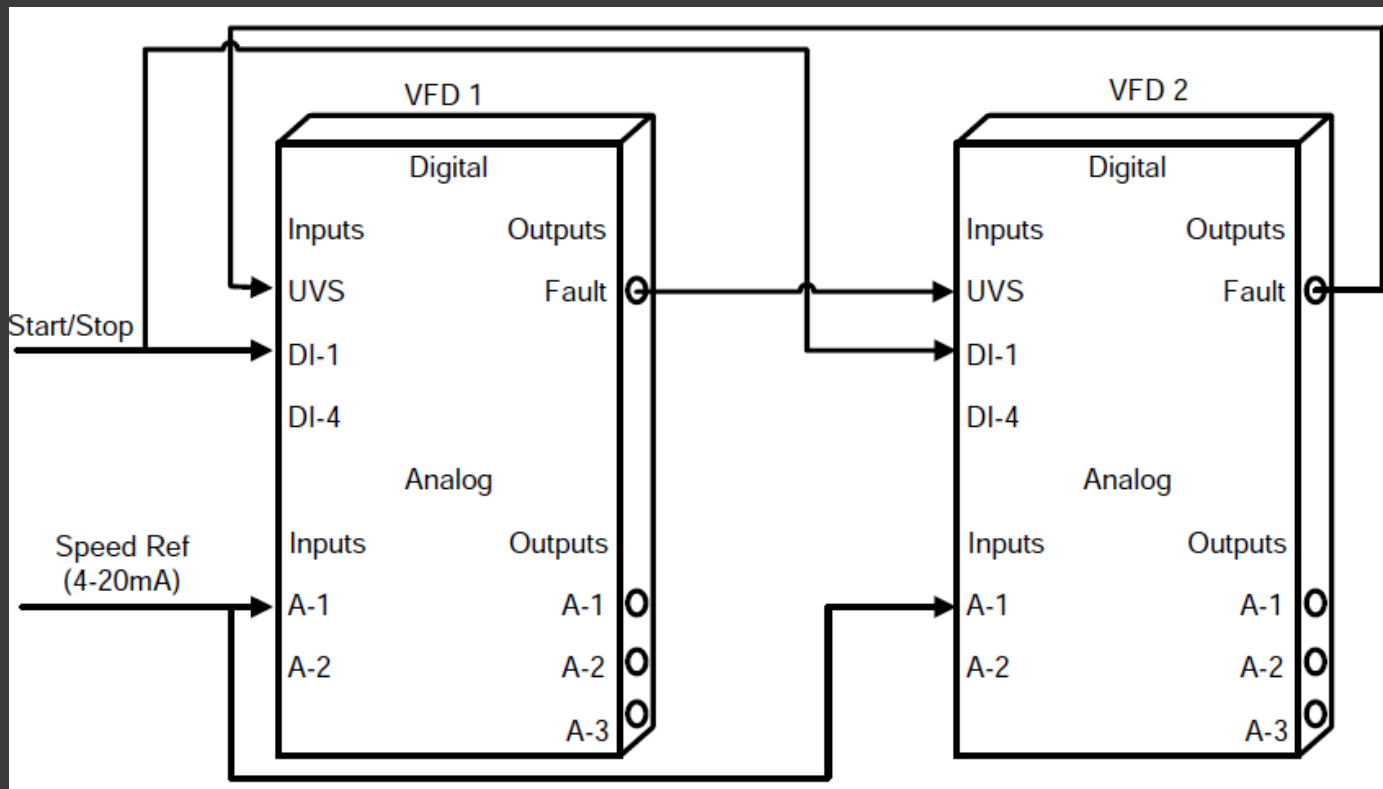 VFD 1
Digital
Inputs Outputs
UVS Fault
Start/Stop
DI-1
DI-4
Analog
Inputs Outputs
Speed Ref
(4-20mA)
A-1 A-1
A-2 A-2
A-3
VFD 2
Digital
Inputs Outputs
UVS Fault
DI-1
DI-4
Analog
Inputs Outputs
A-1 A-1
A-2 A-2
A-3